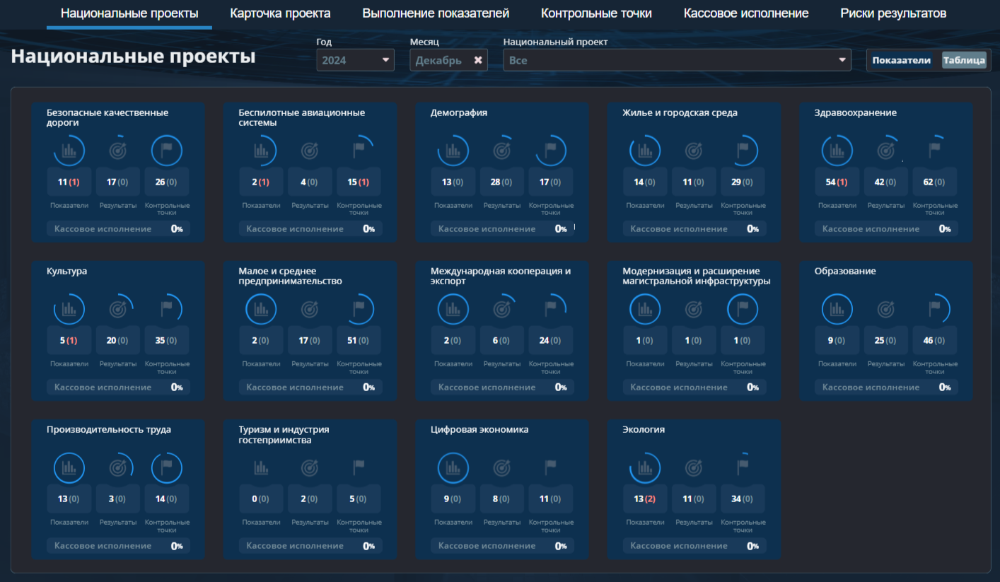 Национальные проекты Карточка проекта Выполнение показателей Контрольные точки Кассовое исполнение Риски результатов
Национальные проекты
Год Месяц Национальный проект
2024 Декабрь Все Показатели Таблица
Безопасные качественные
дороги
11(1) 17(0) 26(0)
Показатели Результаты Контрольные
точки
Кассовое исполнение 0%
Беспилотные авиационные
системы
2(1) 4(0) 15(1)
Показатели Результаты Контрольные
точки
Кассовое исполнение 0%
Демография
13(0) 28(0) 17(0)
Показатели Результаты Контрольные
точки
Кассовое исполнение 0%
Жилье и городская среда
14(0) 11(0) 29(0)
Показатели Результаты Контрольные
точки
Кассовое исполнение 0%
Здравоохранение
54(1) 42(0) 62(0)
Показатели Результаты Контрольные
точки
Кассовое исполнение 0%
Культура
5(1) 20(0) 35(0)
Показатели Результаты Контрольные
точки
Кассовое исполнение 0%
Малое и среднее
предпринимательство
2(0) 17(0) 51(0)
Показатели Результаты Контрольные
точки
Кассовое исполнение 0%
Международная кооперация и
экспорт
2(0) 6(0) 24(0)
Показатели Результаты Контрольные
точки
Кассовое исполнение 0%
Модернизация и расширение
магистральной инфраструктуры
1(0) 1(0) 1(0)
Показатели Результаты Контрольные
точки
Кассовое исполнение 0%
Образование
9(0) 25(0) 46(0)
Показатели Результаты Контрольные
точки
Кассовое исполнение 0%
Производительность труда
13(0) 3(0) 14(0)
Показатели Результаты Контрольные
точки
Кассовое исполнение 0%
Туризм и индустрия
гостеприимства
0(0) 2(0) 5(0)
Показатели Результаты Контрольные
точки
Кассовое исполнение 0%
Цифровая экономика
9(0) 8(0) 11(0)
Показатели Результаты Контрольные
точки
Кассовое исполнение 0%
Экология
13(2) 11(0) 34(0)
Показатели Результаты Контрольные
точки
Кассовое исполнение 0%